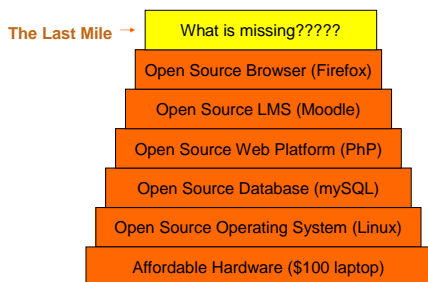 What is missing?????
The Last Mile
Open Source Browser (Firefox)
Open Source LMS (Moodle)
Open Source Web Platform (PhP)
Open Source Database (mySQL)
Open Source Operating System (Linux)
Affordable Hardware ($100 laptop)